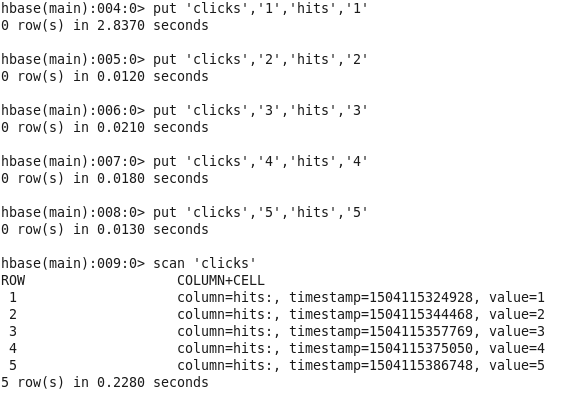 hbase(main):004:0> put 'clicks','1','hits','1'
0 row(s) in 2.8370 seconds
hbase(main):005:0> put 'clicks','2','hits','2'
0 row(s) in 0.0120 seconds
hbase(main):006:0> put 'clicks','3','hits','3'
0 row(s) in 0.0210 seconds
hbase(main):007:0> put 'clicks','4','hits','4'
0 row(s) in 0.0180 seconds
hbase(main):008:0> put 'clicks','5','hits','5'
0 row(s) in 0.0130 seconds
hbase(main):009:0> scan 'clicks'
ROW                   COLUMN+CELL
 1                    column=hits:, timestamp=1504115324928, value=1
 2                    column=hits:, timestamp=1504115344468, value=2
 3                    column=hits:, timestamp=1504115357769, value=3
 4                    column=hits:, timestamp=1504115375050, value=4
 5                    column=hits:, timestamp=1504115386748, value=5
5 row(s) in 0.2280 seconds